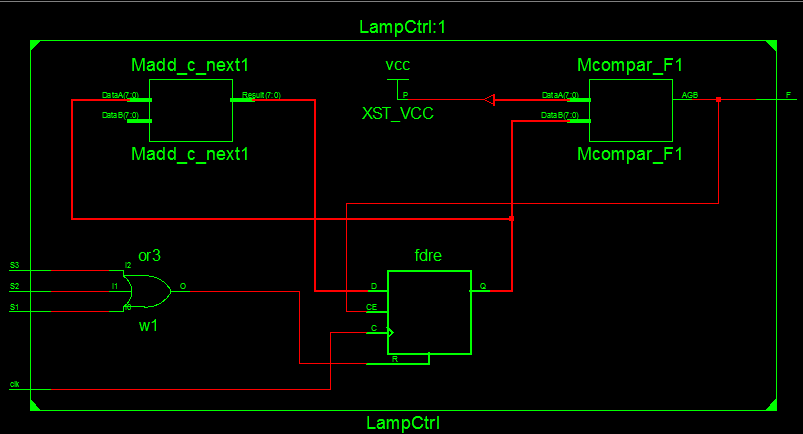 LampCtrl:1
Madd_c_next1
vcc
Mcompar_F1
DataA(7:0)
Result(7:0)
P
DataA(7:0)
AGB
F
DataB(7:0)
XST_VCC
DataB(7:0)
Madd_c_next1
Mcompar_F1
or3
fdre
S3
I2
S2
I1
O
D
Q
S1
I0
CE
w1
C
R
clk
LampCtrl